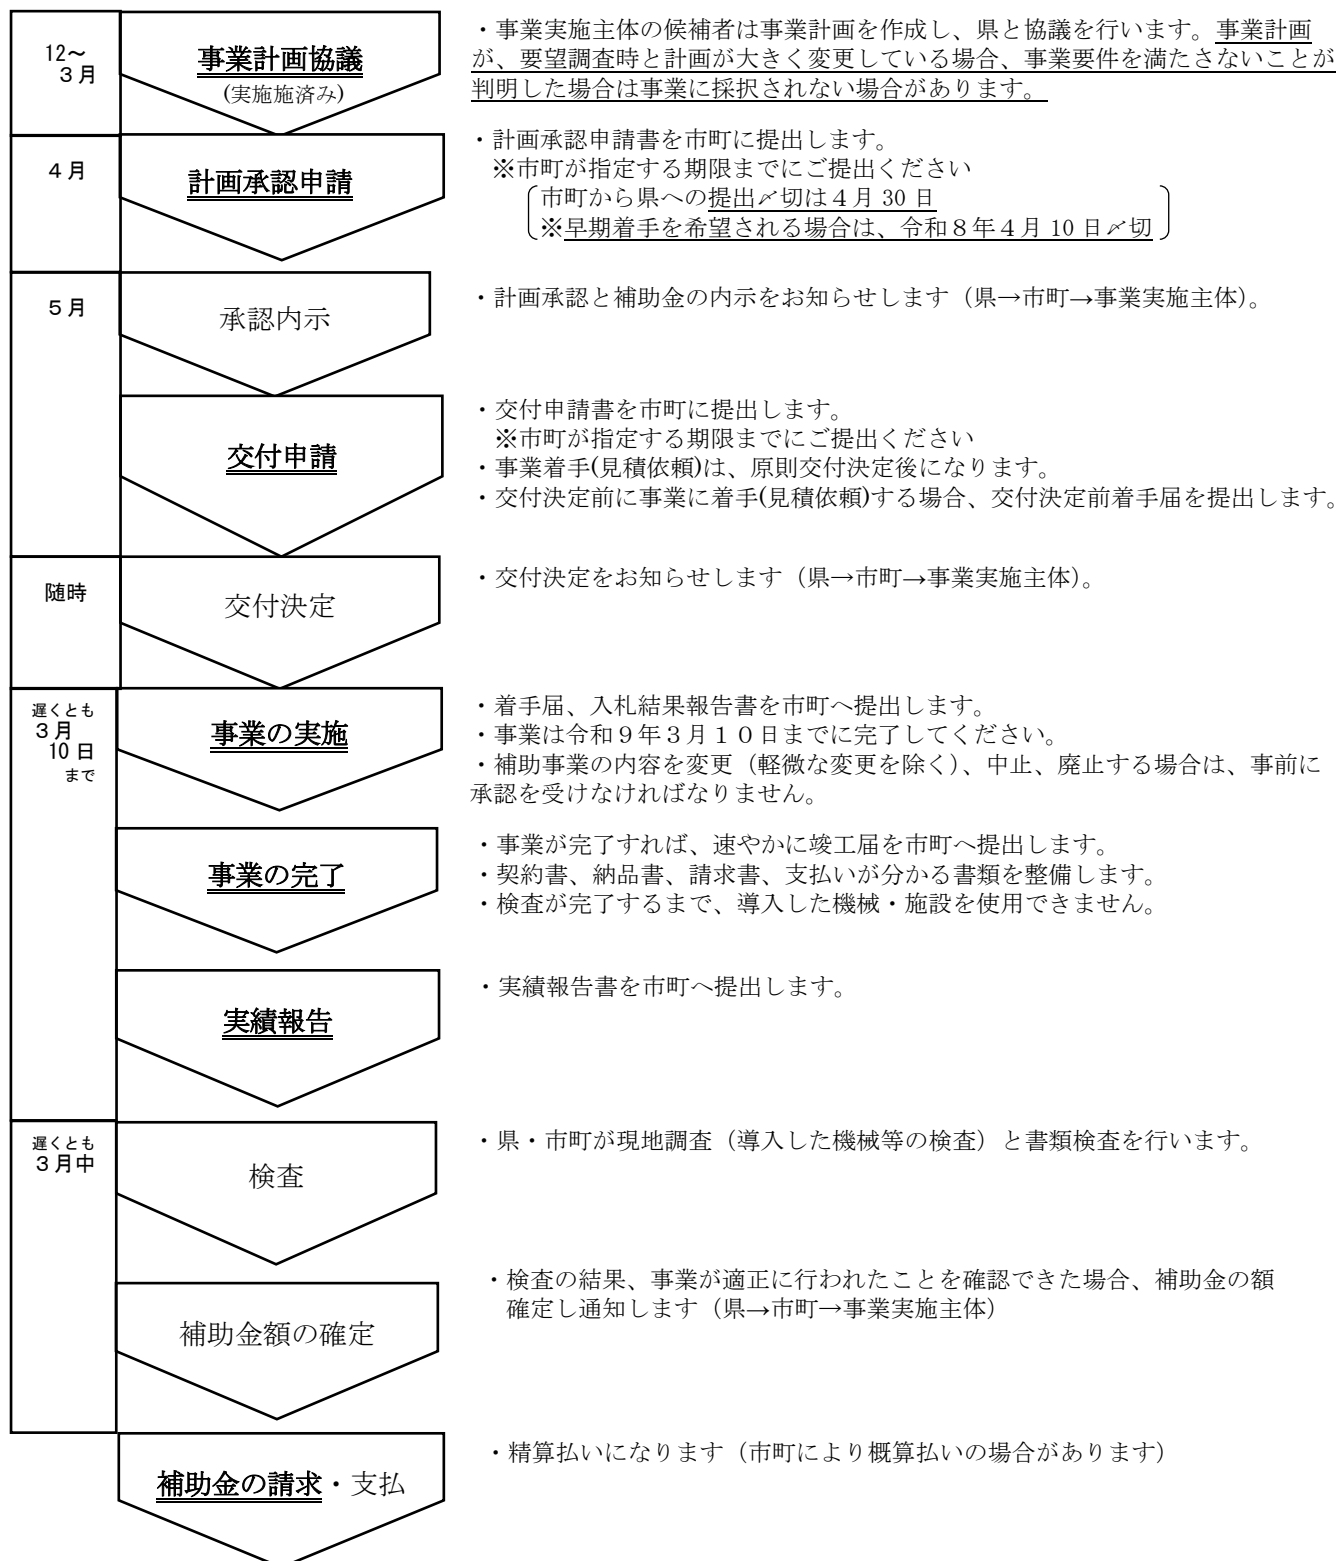 12～
３月
事業計画協議
(実施施済み)
・事業実施主体の候補者は事業計画を作成し、県と協議を行います。事業計画
が、要望調査時と計画が大きく変更している場合、事業要件を満たさないことが
判明した場合は事業に採択されない場合があります。
４月
計画承認申請
・計画承認申請書を市町に提出します。
※市町が指定する期限までにご提出ください
市町から県への提出〆切は４月 30 日
※早期着手を希望される場合は、令和８年４月 10 日〆切
５月
承認内示
・計画承認と補助金の内示をお知らせします（県→市町→事業実施主体）。
交付申請
・交付申請書を市町に提出します。
※市町が指定する期限までにご提出ください
・事業着手(見積依頼)は、原則交付決定後になります。
・交付決定前に事業に着手(見積依頼)する場合、交付決定前着手届を提出します。
随時
交付決定
・交付決定をお知らせします（県→市町→事業実施主体）。
遅くとも
３月
10 日
まで
事業の実施
・着手届、入札結果報告書を市町へ提出します。
・事業は令和９年３月１０日までに完了してください。
・補助事業の内容を変更（軽微な変更を除く）、中止、廃止する場合は、事前に
承認を受けなければなりません。
事業の完了
・事業が完了すれば、速やかに竣工届を市町へ提出します。
・契約書、納品書、請求書、支払いが分かる書類を整備します。
・検査が完了するまで、導入した機械・施設を使用できません。
実績報告
・実績報告書を市町へ提出します。
遅くとも
３月中
検査
・県・市町が現地調査（導入した機械等の検査）と書類検査を行います。
補助金額の確定
・検査の結果、事業が適正に行われたことを確認できた場合、補助金の額
確定し通知します（県→市町→事業実施主体）
補助金の請求・支払
・精算払いになります（市町により概算払いの場合があります）